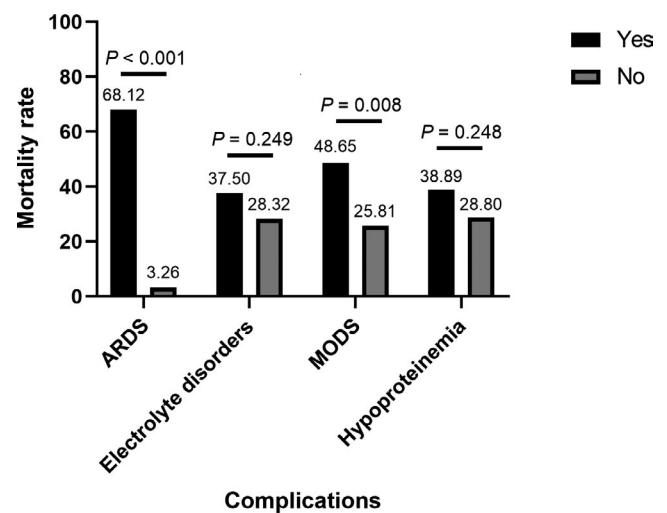 100
80
60
40
20
0
Mortality rate
P < 0.001
68.12
3.26
P = 0.249
37.50
28.32
P = 0.008
48.65
25.81
P = 0.248
38.89
28.80
Yes
No
ARDS
Electrolyte disorders
MODS
Hypoproteinemia
Complications